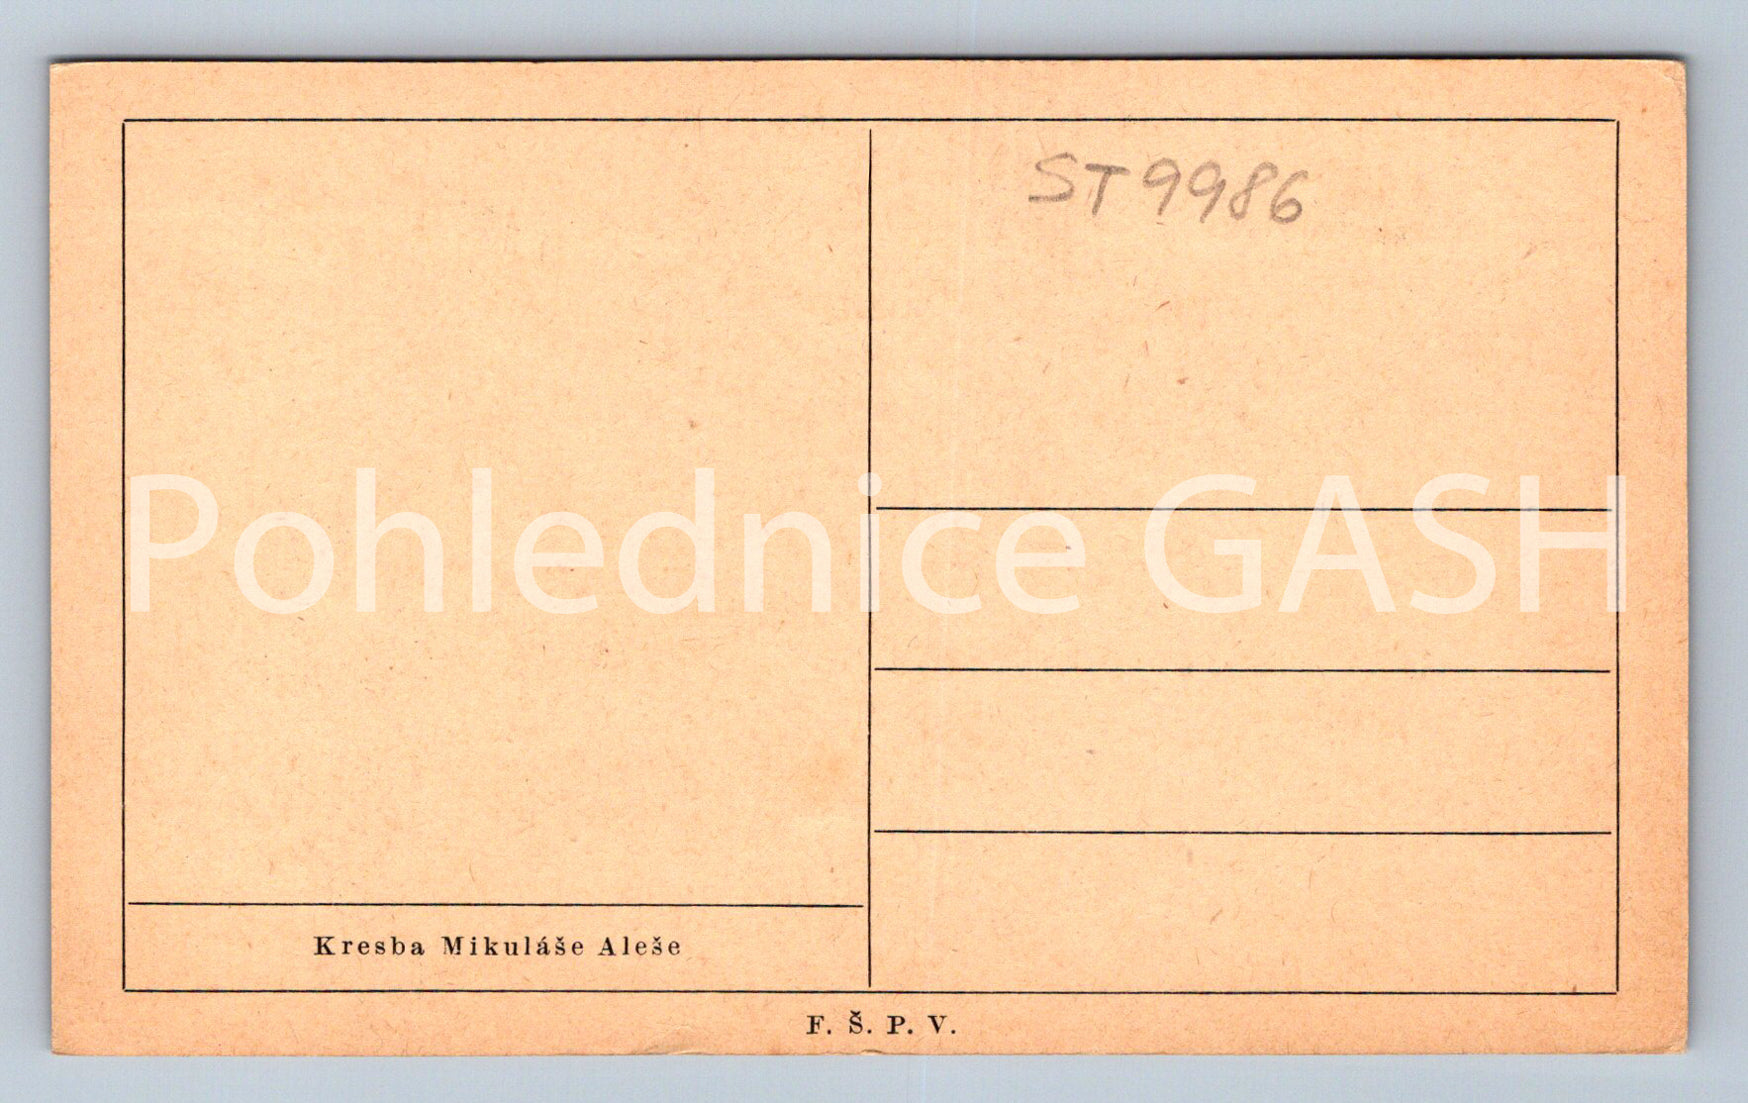 ST9986
Pohlednice GASH
Kresba Mikuláše Aleše
F. Š. P. V.